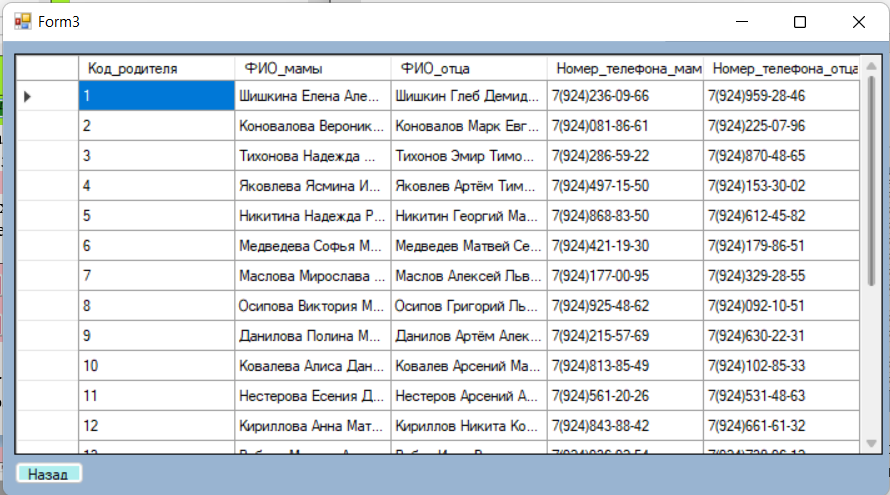 Form3
Код_родителя ФИО_мамы ФИО_отца Номер_телефона_мам Номер_телефона_отца
1 Шишкина Елена Але... Шишкин Глеб Демид... 7(924)236-09-66 7(924)959-28-46
2 Коновалова Вероник... Коновалов Марк Евг... 7(924)081-86-61 7(924)225-07-96
3 Тихонова Надежда ... Тихонов Эмир Тимо... 7(924)286-59-22 7(924)870-48-65
4 Яковлева Ясмина И... Яковлев Артём Тим... 7(924)497-15-50 7(924)153-30-02
5 Никитина Надежда Р... Никитин Георгий Ма... 7(924)868-83-50 7(924)612-45-82
6 Медведева Софья М... Медведев Матвей Се... 7(924)421-19-30 7(924)179-86-51
7 Маслова Мирослава ... Маслов Алексей Льв... 7(924)177-00-95 7(924)329-28-55
8 Осипова Виктория М... Осипов Григорий Ль... 7(924)925-48-62 7(924)092-10-51
9 Данилова Полина М... Данилов Артём Алек... 7(924)215-57-69 7(924)630-22-31
10 Ковалева Алиса Дан... Ковалев Арсений Ма... 7(924)813-85-49 7(924)102-85-33
11 Нестерова Есения Д... Нестеров Арсений А... 7(924)561-20-26 7(924)531-48-63
12 Кириллова Анна Мат... Кириллов Никита Ко... 7(924)843-88-42 7(924)661-61-32
Назад